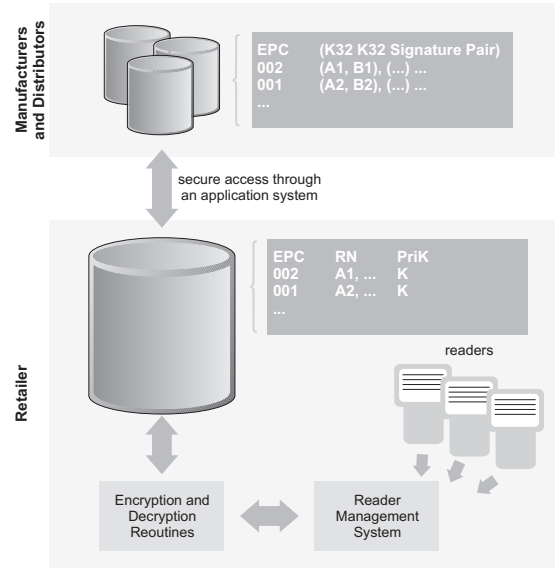 Manufacturers
and Distributors
EPC (K32 K32 Signature Pair)
002 (A1, B1), (...) ...
001 (A2, B2), (...) ...
...
secure access through
an application system
Retailer
EPC RN PriK
002 A1, ... K
001 A2, ... K
...
readers
Encryption and
Decryption
Reoutines
Reader
Management
System